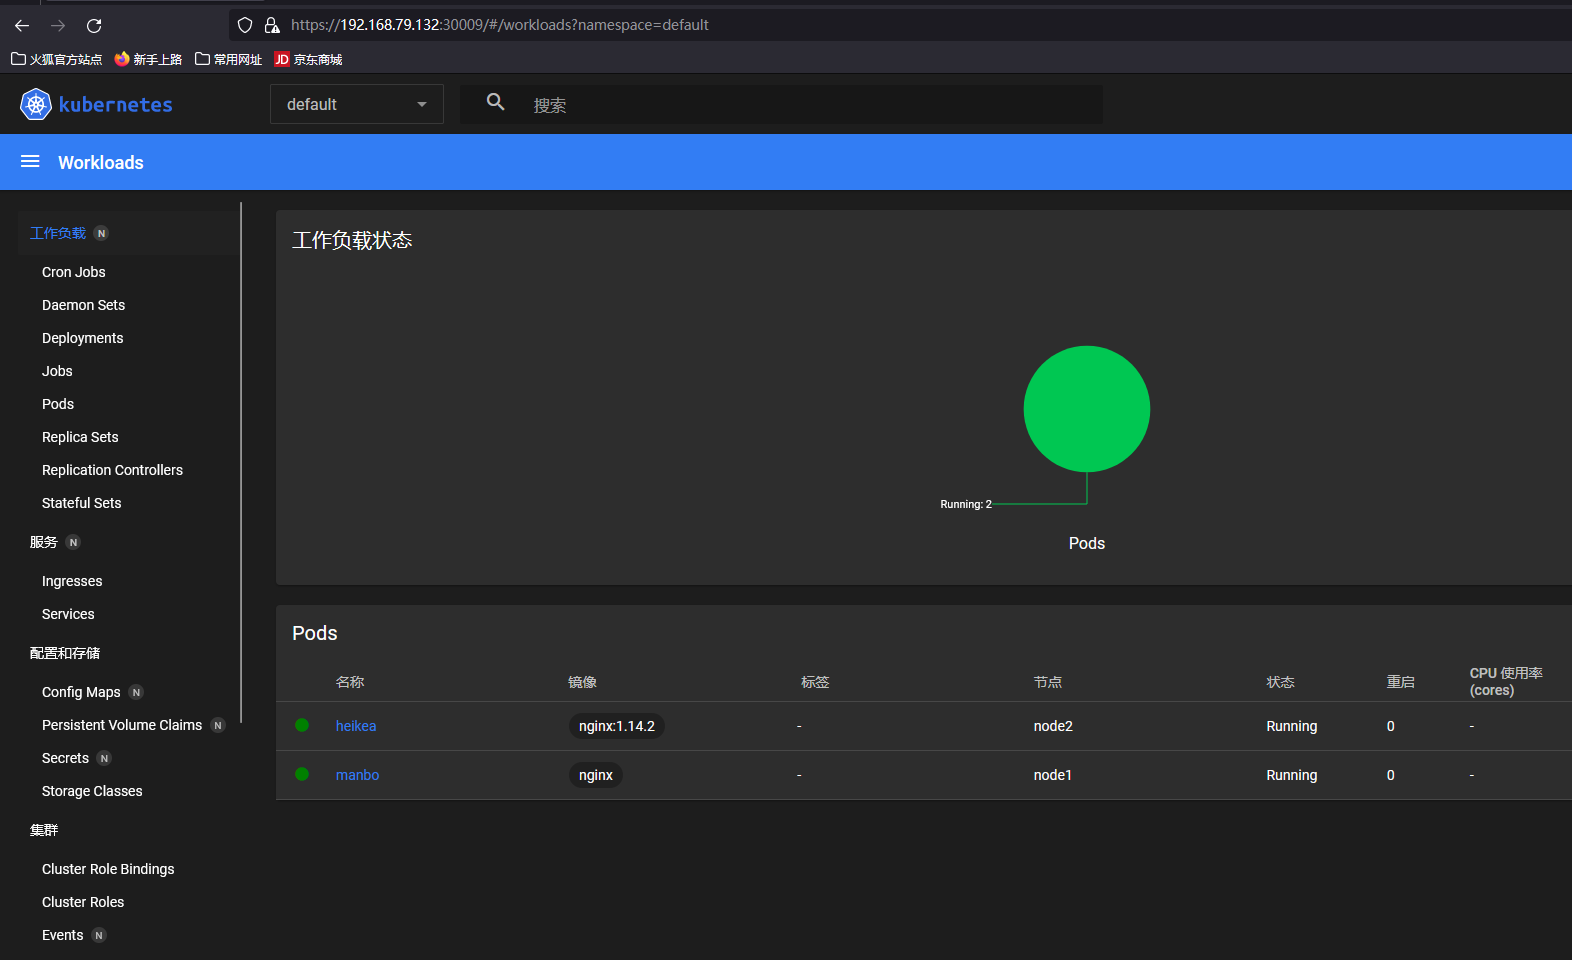 https://192.168.79.132:30009/#/workloads?namespace=default
火狐官方站点 新手上路 常用网址 JD 京东商城
kubernetes default 搜索
Workloads
工作负载 N
Cron Jobs
Daemon Sets
Deployments
Jobs
Pods
Replica Sets
Replication Controllers
Stateful Sets
服务 N
Ingresses
Services
配置和存储
Config Maps N
Persistent Volume Claims N
Secrets N
Storage Classes
集群
Cluster Role Bindings
Cluster Roles
Events N
工作负载状态
Running: 2
Pods
Pods
名称 镜像 标签 节点 状态 重启 CPU 使用率
(cores)
heikea nginx:1.14.2 - node2 Running 0 -
manbo nginx - node1 Running 0 -